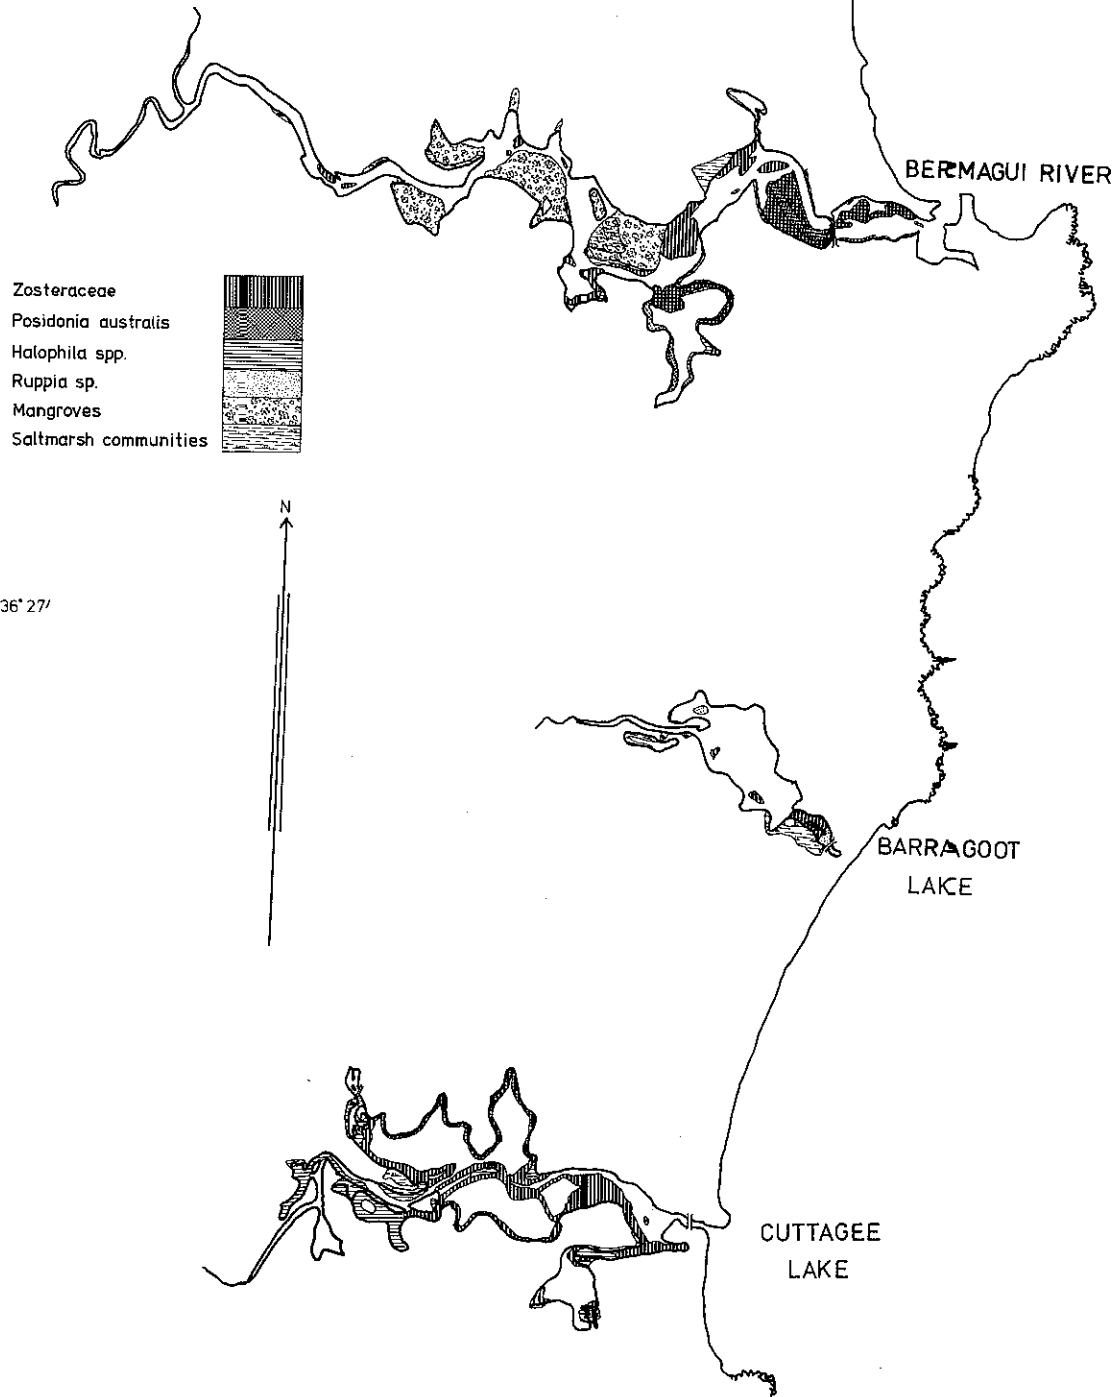 BERMAGUI RIVER
Zosteraceae
Posidonia australis
Halophila spp.
Ruppia sp.
Mangroves
Saltmarsh communities
N
36° 27'
BARRAGOOT
LAKE
CUTTAGEE
LAKE